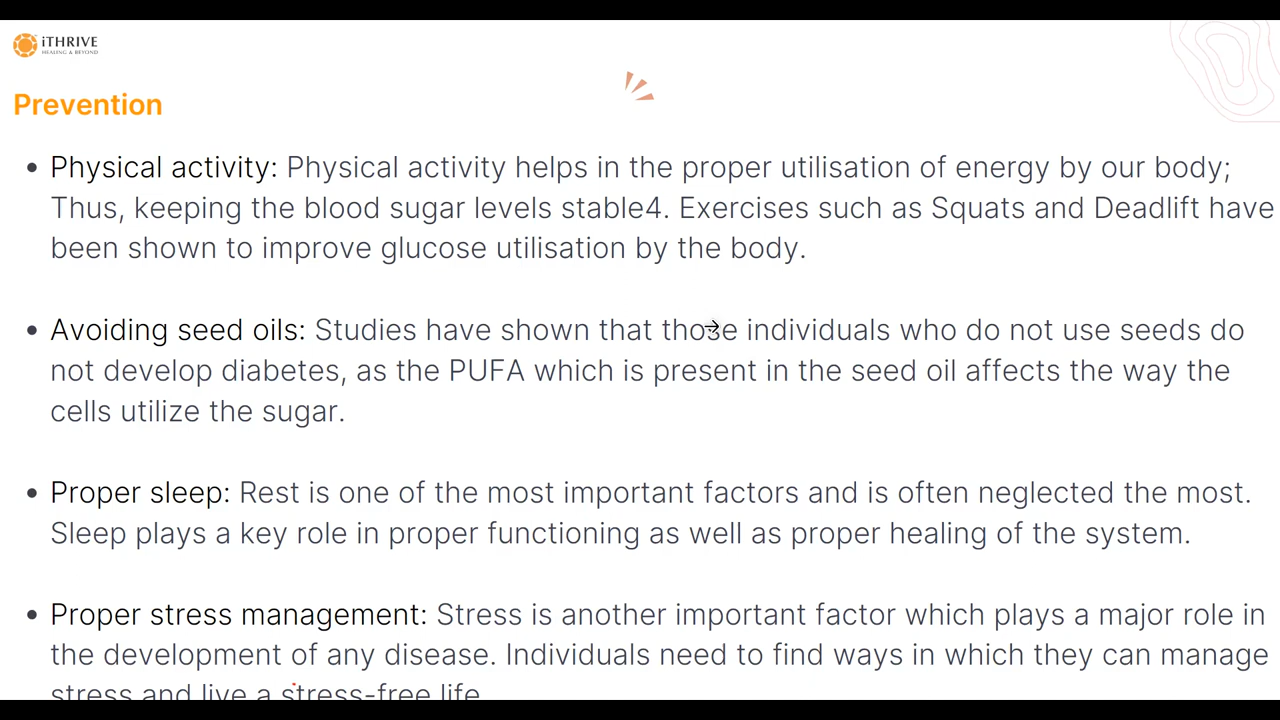 iTHRIVE
HEALING & BEYOND
Prevention
• Physical activity: Physical activity helps in the proper utilisation of energy by our body;
Thus, keeping the blood sugar levels stable4. Exercises such as Squats and Deadlift have
been shown to improve glucose utilisation by the body.
• Avoiding seed oils: Studies have shown that those individuals who do not use seeds do
not develop diabetes, as the PUFA which is present in the seed oil affects the way the
cells utilize the sugar.
• Proper sleep: Rest is one of the most important factors and is often neglected the most.
Sleep plays a key role in proper functioning as well as proper healing of the system.
• Proper stress management: Stress is another important factor which plays a major role in
the development of any disease. Individuals need to find ways in which they can manage
stress and live a stress-free life